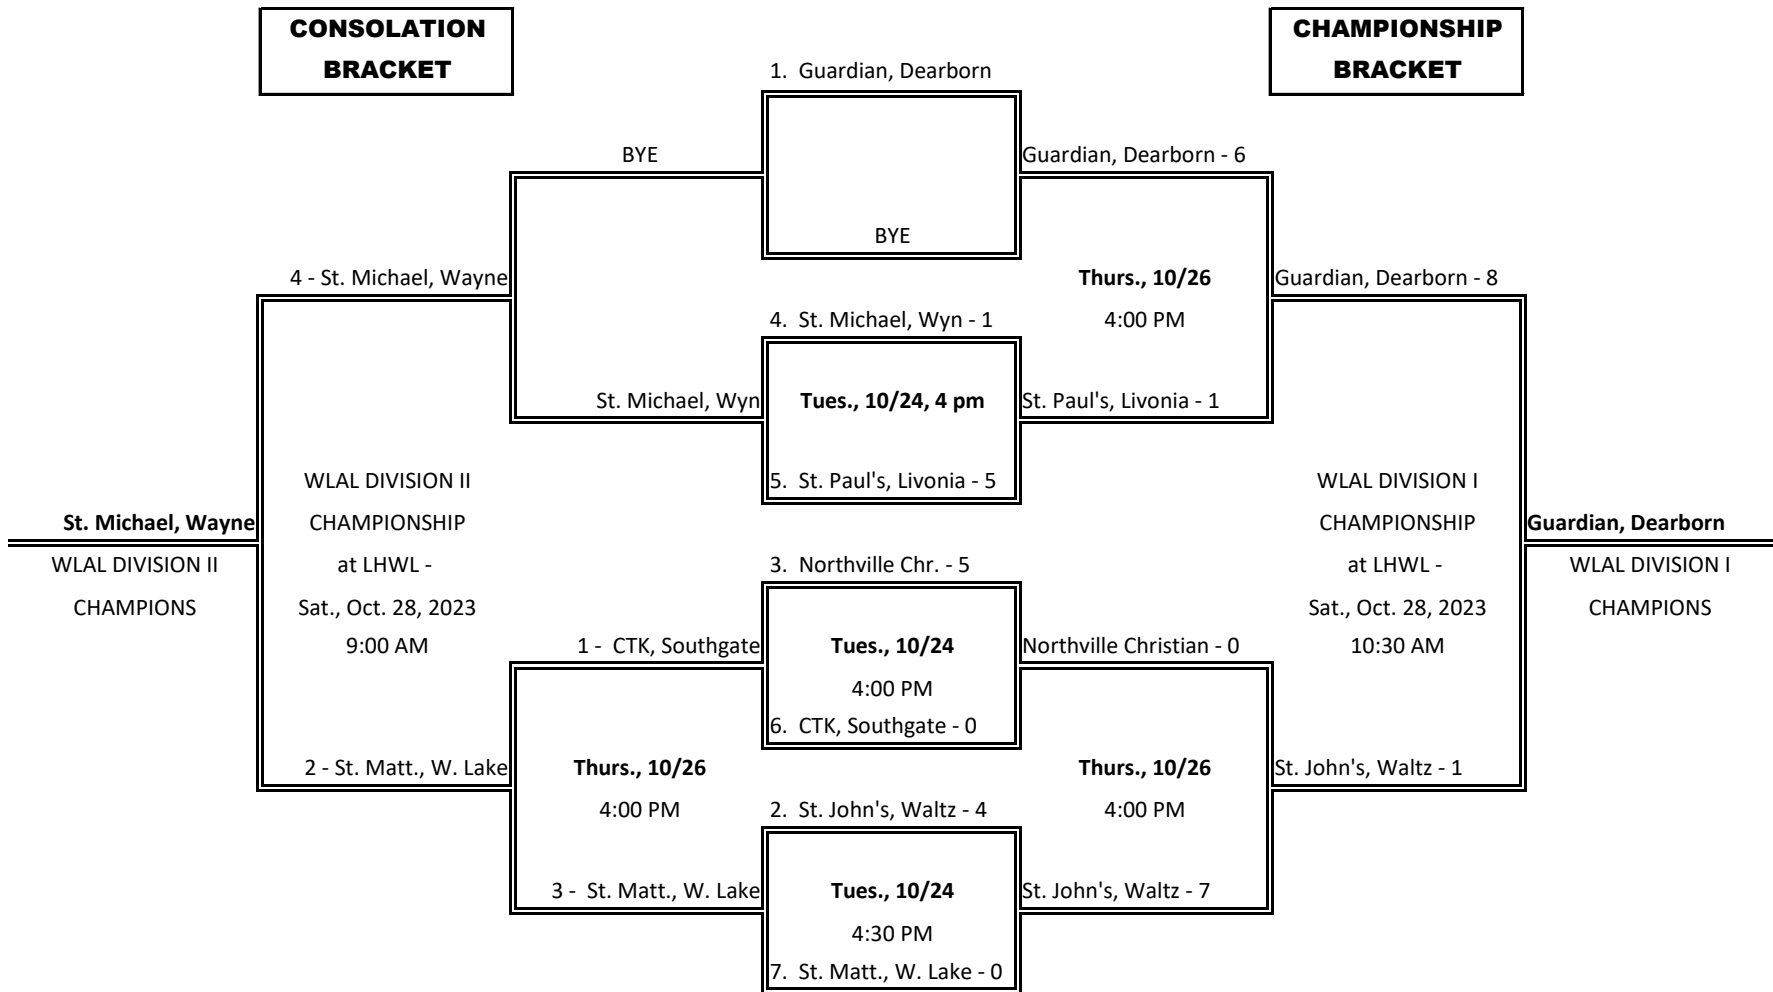 CONSOLATION
BRACKET
CHAMPIONSHIP
BRACKET
1. Guardian, Dearborn
BYE
Guardian, Dearborn - 6
BYE
4 - St. Michael, Wayne
Thurs., 10/26
Guardian, Dearborn - 8
4. St. Michael, Wyn - 1
4:00 PM
St. Michael, Wyn
Tues., 10/24, 4 pm
St. Paul's, Livonia - 1
WLAL DIVISION II
5. St. Paul's, Livonia - 5
WLAL DIVISION I
St. Michael, Wayne
CHAMPIONSHIP
CHAMPIONSHIP
Guardian, Dearborn
WLAL DIVISION II
at LHWL -
3. Northville Chr. - 5
at LHWL -
WLAL DIVISION I
CHAMPIONS
Sat., Oct. 28, 2023
Sat., Oct. 28, 2023
CHAMPIONS
9:00 AM
1 - CTK, Southgate
Tues., 10/24
Northville Christian - 0
10:30 AM
4:00 PM
6. CTK, Southgate - 0
2 - St. Matt., W. Lake
Thurs., 10/26
Thurs., 10/26
St. John's, Waltz - 1
4:00 PM
2. St. John's, Waltz - 4
4:00 PM
3 - St. Matt., W. Lake
Tues., 10/24
St. John's, Waltz - 7
4:30 PM
7. St. Matt., W. Lake - 0